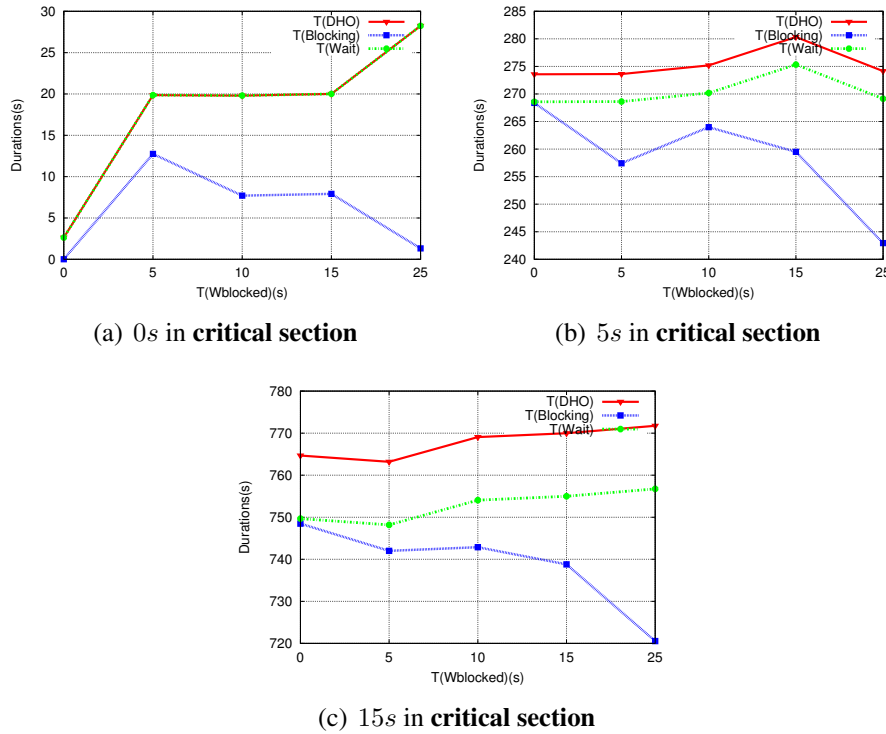 30
25
20
15
10
5
0
Durations(s)
0 5 10 15 25
T(Wblocked)(s)
T(DHO)
T(Blocking)
T(Wait)
(a) 0s in critical section
285
280
275
270
265
260
255
250
245
240
Durations(s)
0 5 10 15 25
T(Wblocked)(s)
T(DHO)
T(Blocking)
T(Wait)
(b) 5s in critical section
780
770
760
750
740
730
720
Durations(s)
0 5 10 15 25
T(Wblocked)(s)
T(DHO)
T(Blocking)
T(Wait)
(c) 15s in critical section